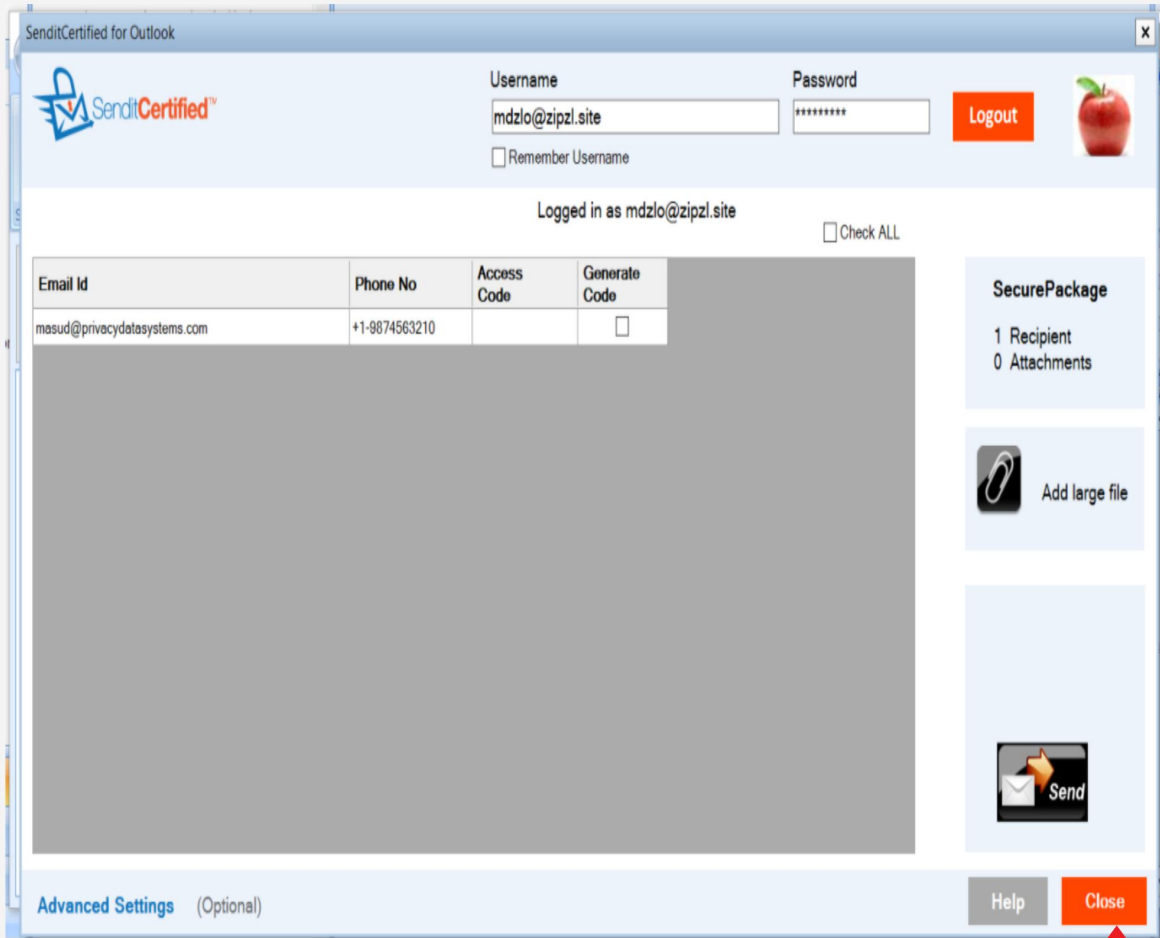 SenditCertified for Outlook
x
SenditCertified™
Username
Password
mdzlo@zipzl.site
*********
Logout
Remember Username
Logged in as mdzlo@zipzl.site
Check ALL
Email Id
Phone No
Access Code
Generate Code
masud@privacydatasystems.com
+1-9874563210
SecurePackage
1 Recipient
0 Attachments
Add large file
Send
Advanced Settings (Optional)
Help
Close